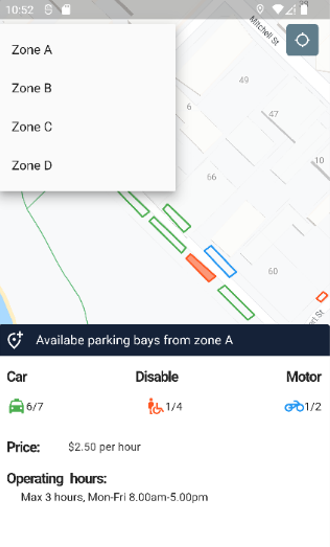 10:52
Mitchell St
Zone A
Zone B
Zone C
Zone D
49
47
6
66
60
Availabe parking bays from zone A
Car Disable Motor
6/7 1/4 1/2
Price: $2.50 per hour
Operating hours:
Max 3 hours, Mon-Fri 8.00am-5.00pm